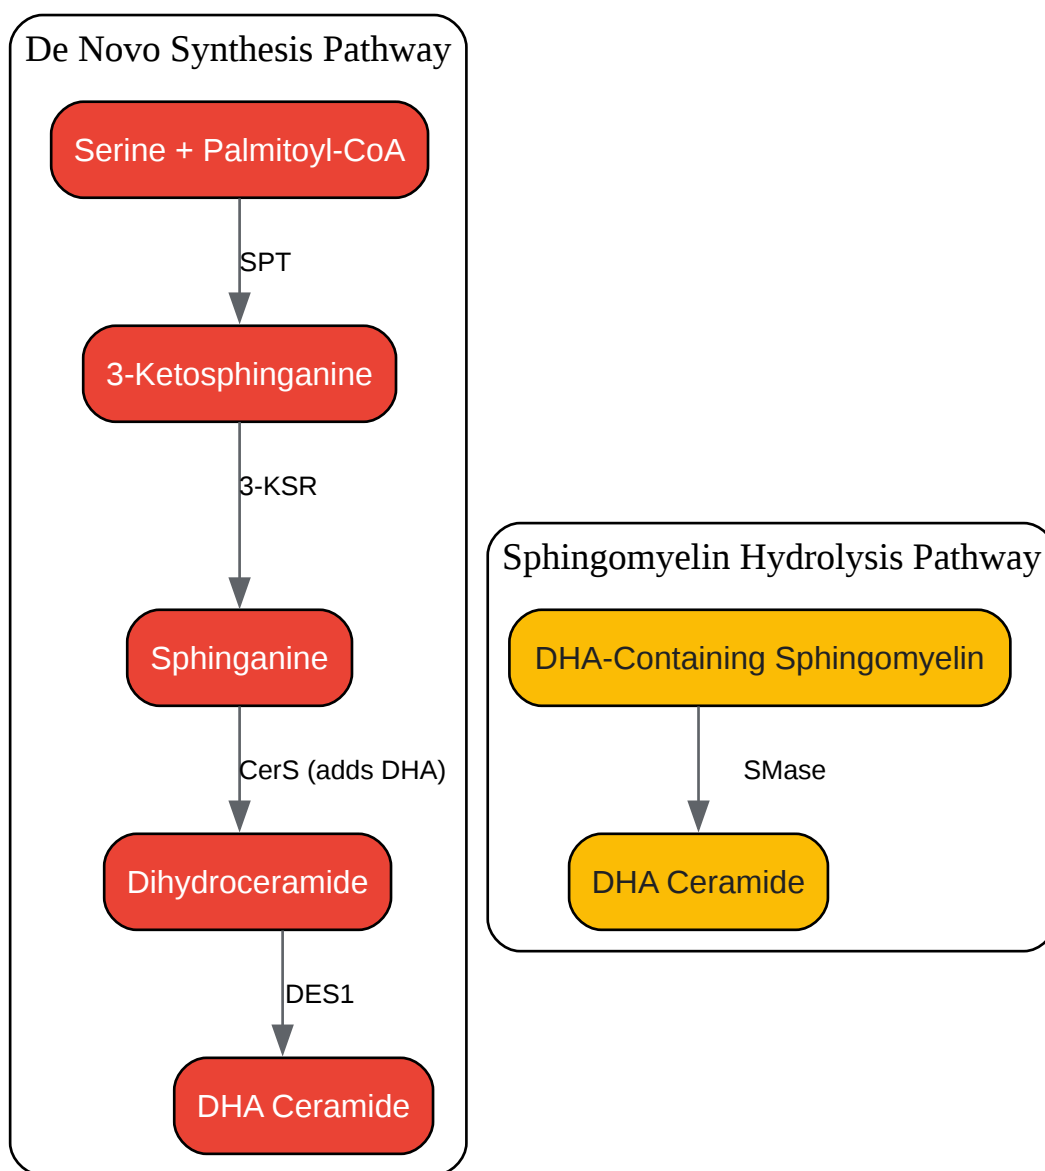 De Novo Synthesis Pathway
Serine + Palmitoyl-CoA
SPT
3-Ketosphinganine
3-KSR
Sphinganine
CerS (adds DHA)
Dihydroceramide
DES1
DHA Ceramide
Sphingomyelin Hydrolysis Pathway
DHA-Containing Sphingomyelin
SMase
DHA Ceramide